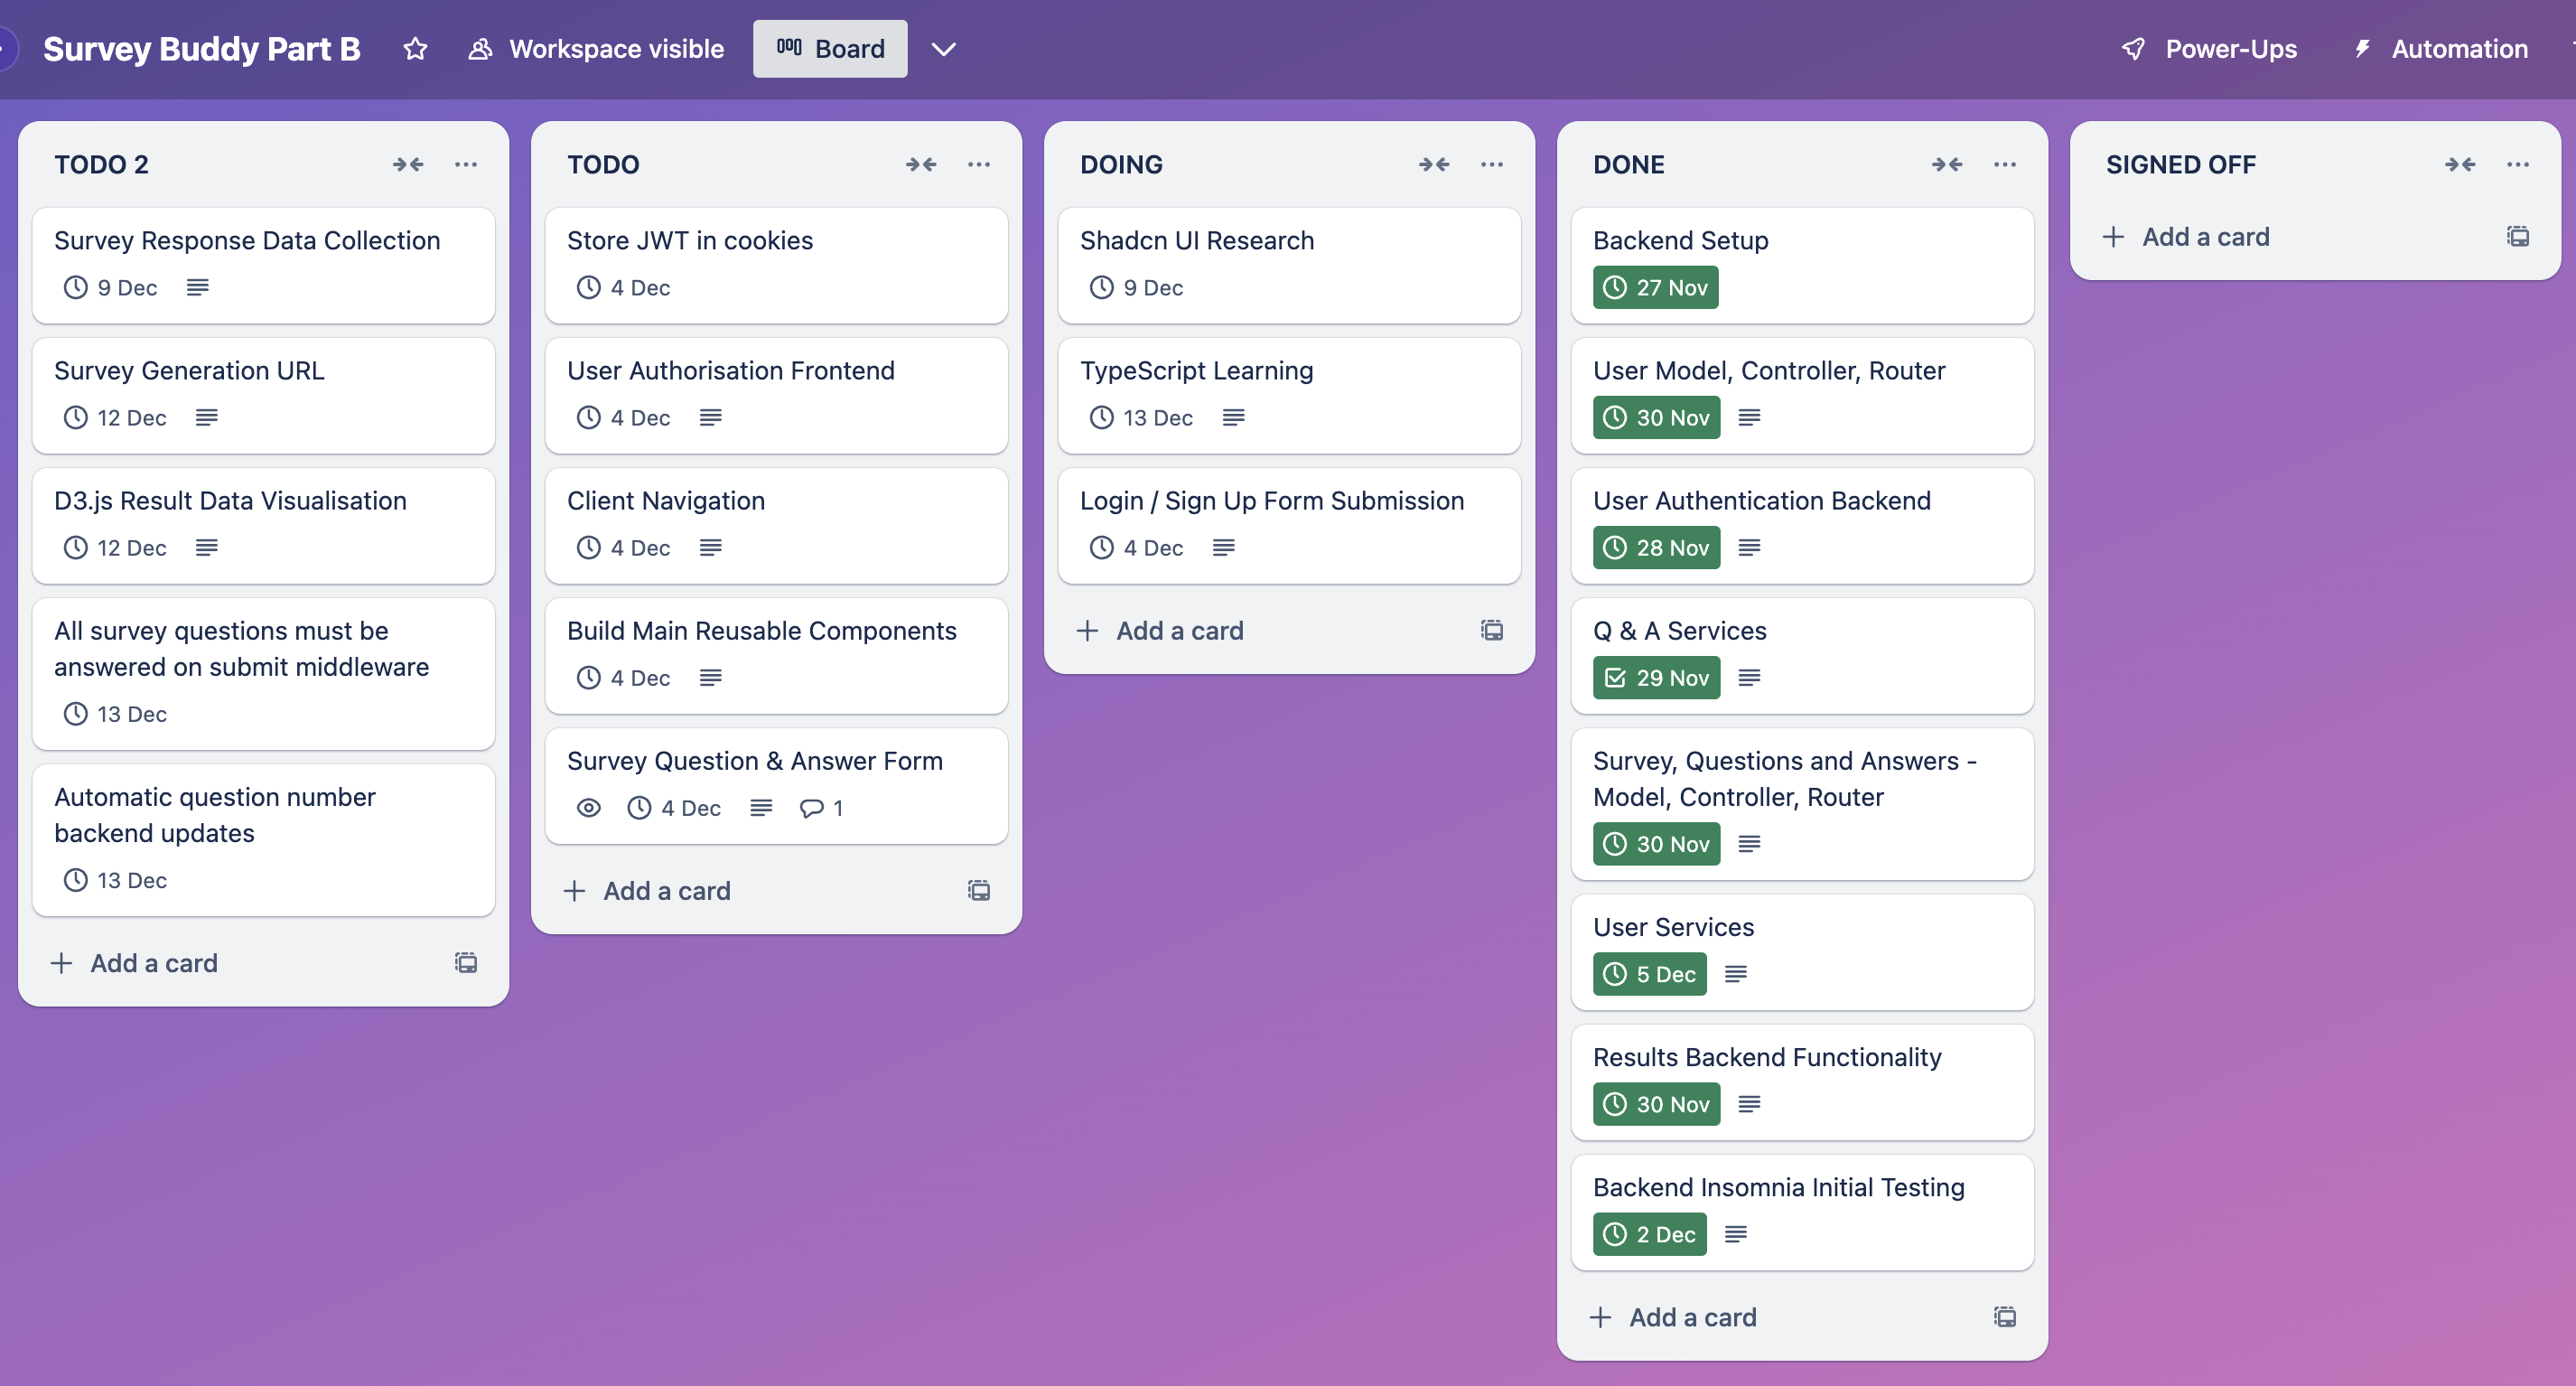 Survey Buddy Part B
Workspace visible
Board
Power-Ups
Automation
TODO 2
Survey Response Data Collection
9 Dec
Survey Generation URL
12 Dec
D3.js Result Data Visualisation
12 Dec
All survey questions must be
answered on submit middleware
13 Dec
Automatic question number
backend updates
13 Dec
Add a card
TODO
Store JWT in cookies
4 Dec
User Authorisation Frontend
4 Dec
Client Navigation
4 Dec
Build Main Reusable Components
4 Dec
Survey Question & Answer Form
4 Dec 1
Add a card
DOING
Shadcn UI Research
9 Dec
TypeScript Learning
13 Dec
Login / Sign Up Form Submission
4 Dec
Add a card
DONE
Backend Setup
27 Nov
User Model, Controller, Router
30 Nov
User Authentication Backend
28 Nov
Q & A Services
29 Nov
Survey, Questions and Answers -
Model, Controller, Router
30 Nov
User Services
5 Dec
Results Backend Functionality
30 Nov
Backend Insomnia Initial Testing
2 Dec
Add a card
SIGNED OFF
Add a card